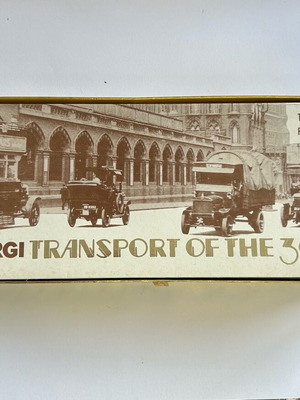 RGI TRANSPORT OF THE 3